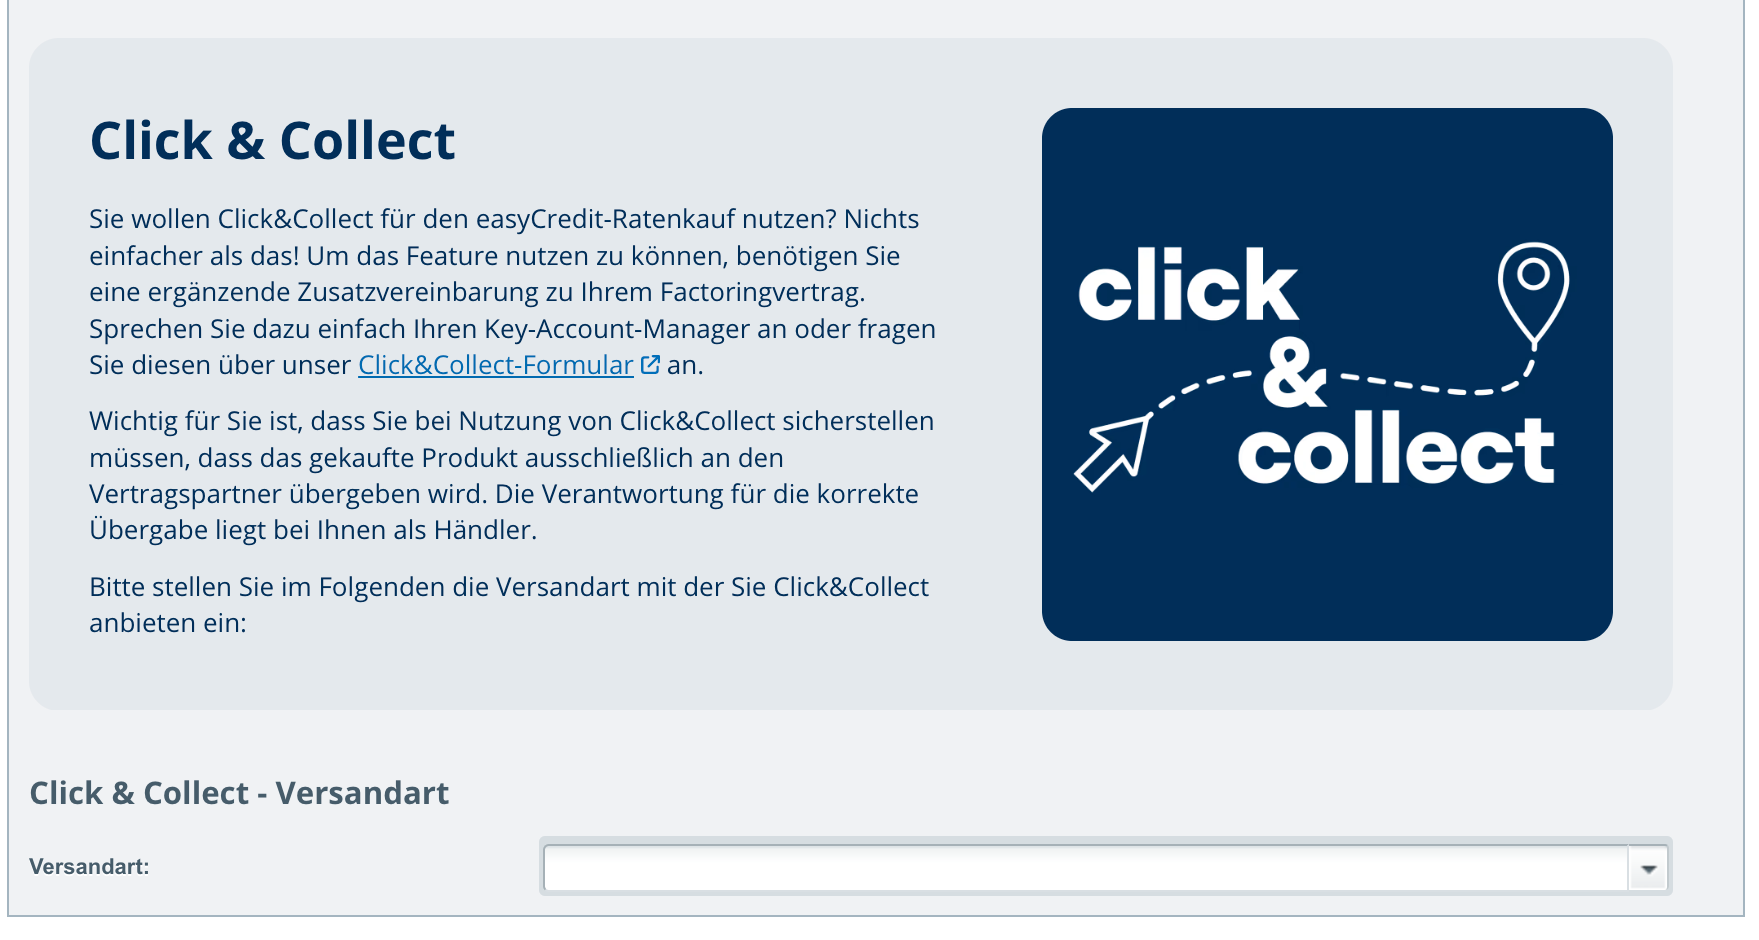 Click & Collect
Sie wollen Click&Collect für den easyCredit-Ratenkauf nutzen? Nichts
einfacher als das! Um das Feature nutzen zu können, benötigen Sie
eine ergänzende Zusatzvereinbarung zu Ihrem Factoringvertrag.
Sprechen Sie dazu einfach Ihren Key-Account-Manager an oder fragen
Sie diesen über unser Click&Collect-Formular an.
Wichtig für Sie ist, dass Sie bei Nutzung von Click&Collect sicherstellen
müssen, dass das gekaufte Produkt ausschließlich an den
Vertragspartner übergeben wird. Die Verantwortung für die korrekte
Übergabe liegt bei Ihnen als Händler.
Bitte stellen Sie im Folgenden die Versandart mit der Sie Click&Collect
anbieten ein:
click
&
collect
Click & Collect - Versandart
Versandart: